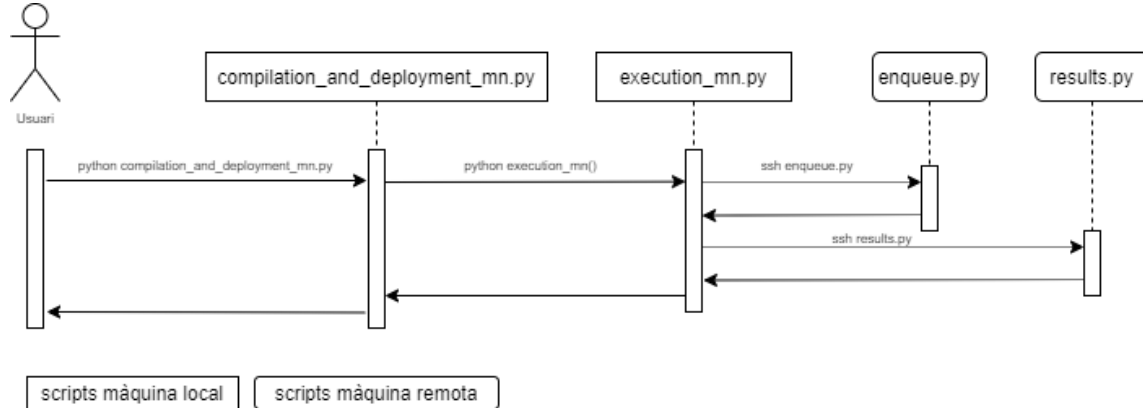 compilation_and_deployment_mn.py
execution_mn.py
enqueue.py
results.py
Usuari
python compilation_and_deployment_mn.py
python execution_mn()
ssh enqueue.py
ssh results.py
scripts màquina local
scripts màquina remota